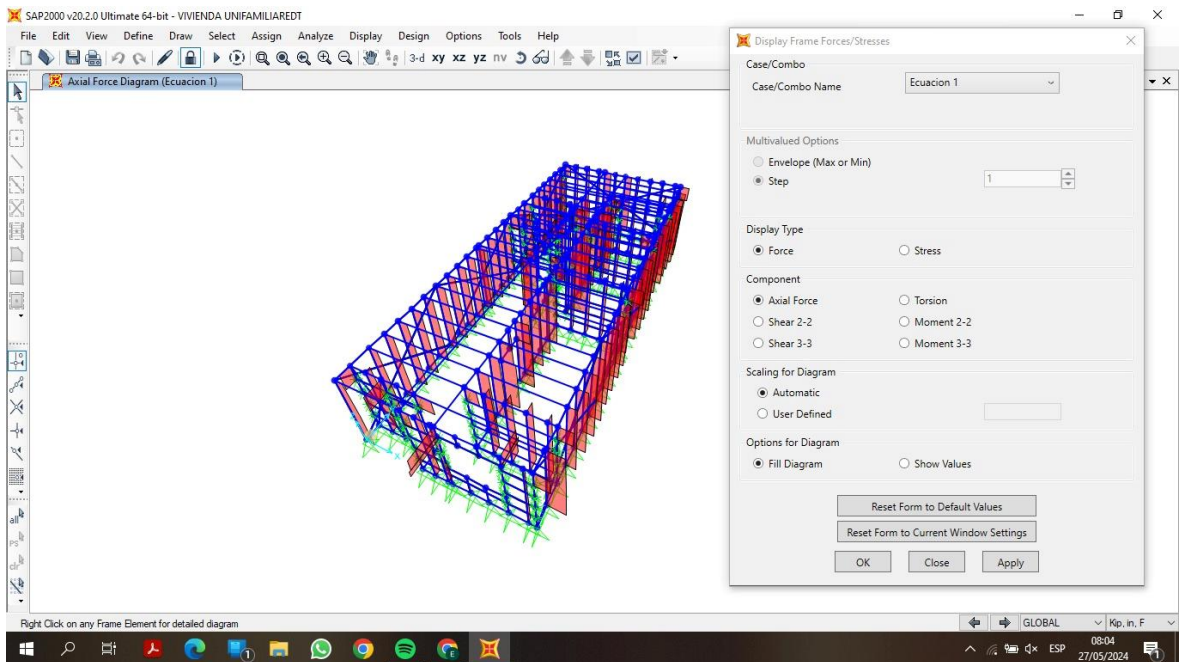 SAP2000 v20.2.0 Ultimate 64-bit - VIVIENDA UNIFAMILIAREDT
File Edit View Define Draw Select Assign Analyze Display Design Options Tools Help
3-d xy xz yz nv
Axial Force Diagram (Ecuacion 1)
Display Frame Forces/Stresses
Case/Combo
Case/Combo Name Ecuacion 1
Multivalued Options
Envelope (Max or Min)
Step 1
Display Type
Force Stress
Component
Axial Force Torsion
Shear 2-2 Moment 2-2
Shear 3-3 Moment 3-3
Scaling for Diagram
Automatic
User Defined
Options for Diagram
Fill Diagram Show Values
Reset Form to Default Values
Reset Form to Current Window Settings
OK Close Apply
all
ps
clr
Right Click on any Frame Element for detailed diagram
GLOBAL Kip, in, F
ESP
08:04
27/05/2024